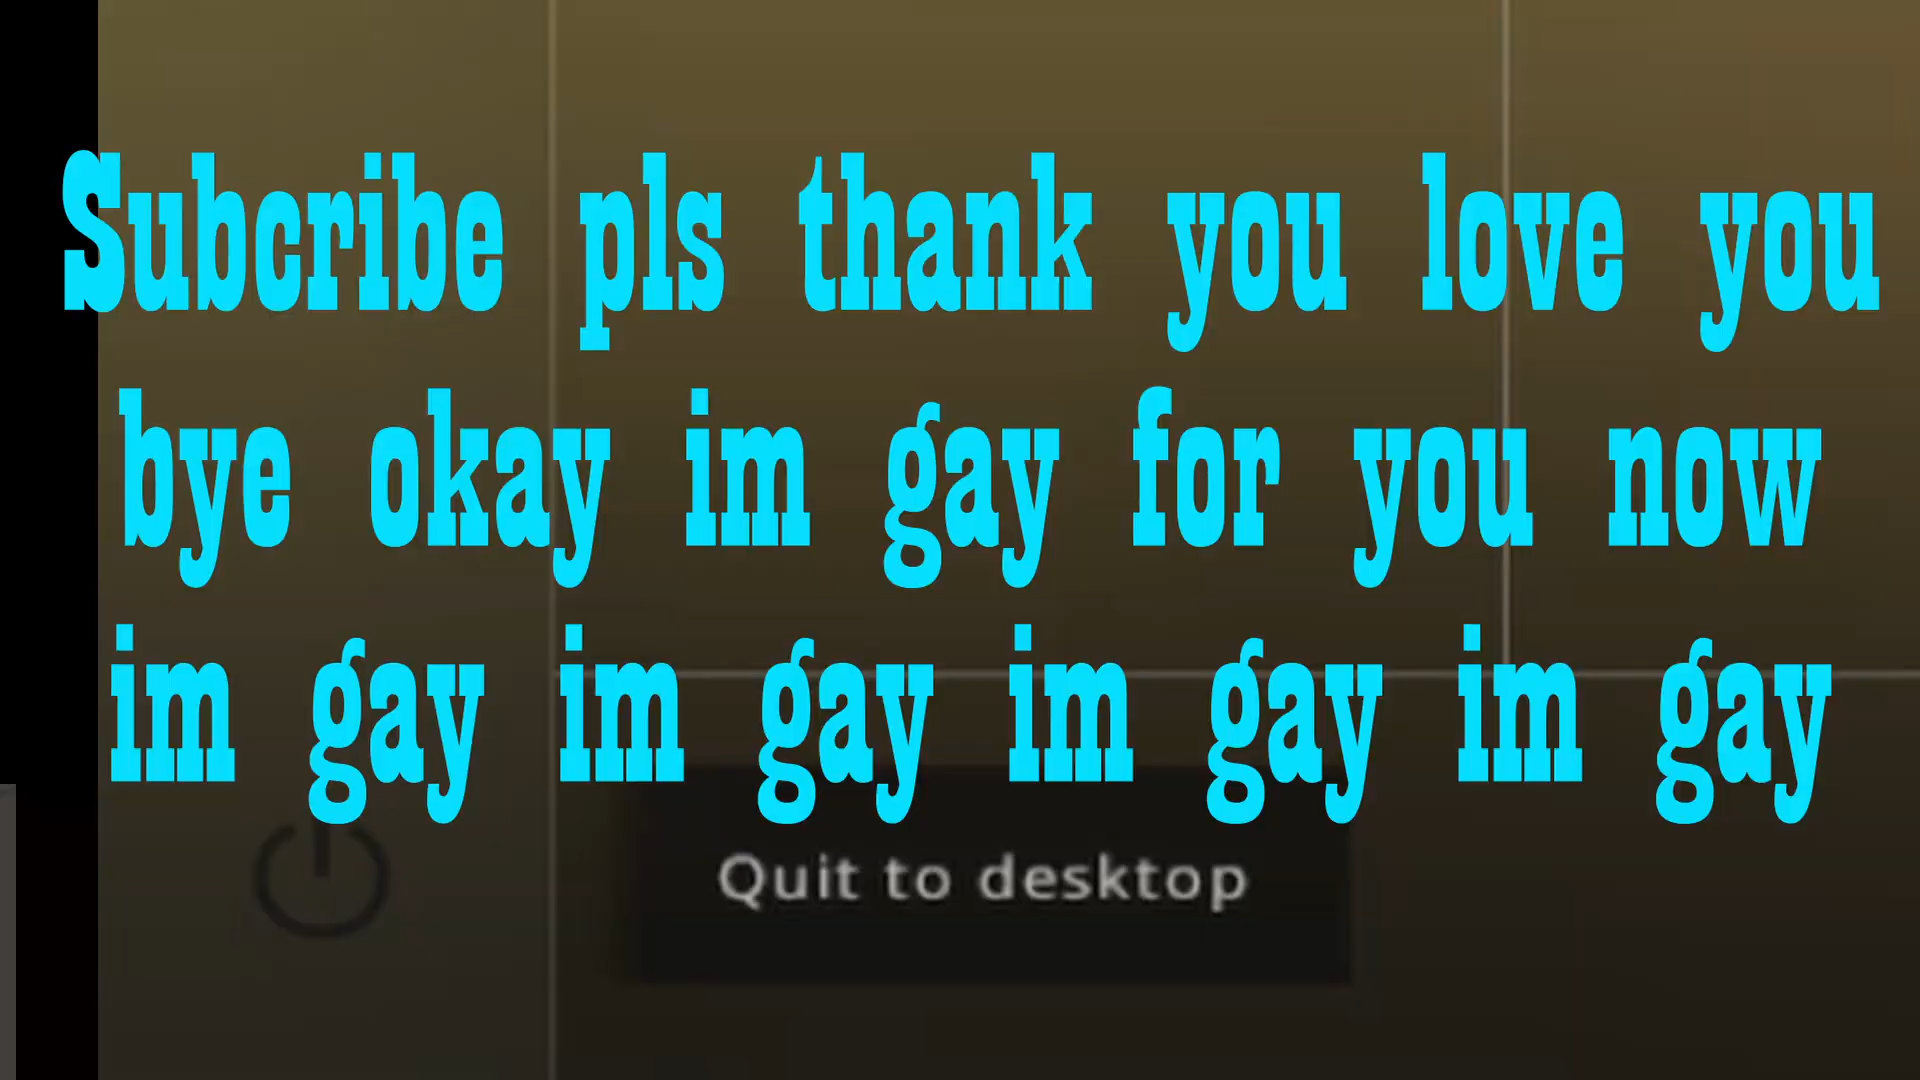 Subcribe pls thank you love you
bye okay im gay for you now
im gay im gay im gay im gay
Quit to desktop